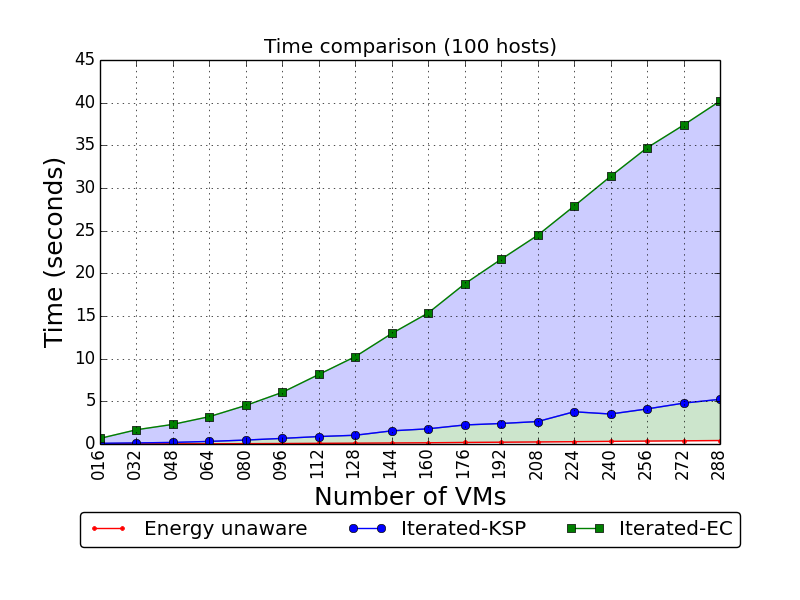 Time comparison (100 hosts)
45
40
35
30
25
20
15
10
5
0
Time (seconds)
016 032 048 064 080 096 112 128 144 160 176 192 208 224 240 256 272 288
Number of VMs
Energy unaware Iterated-KSP Iterated-EC